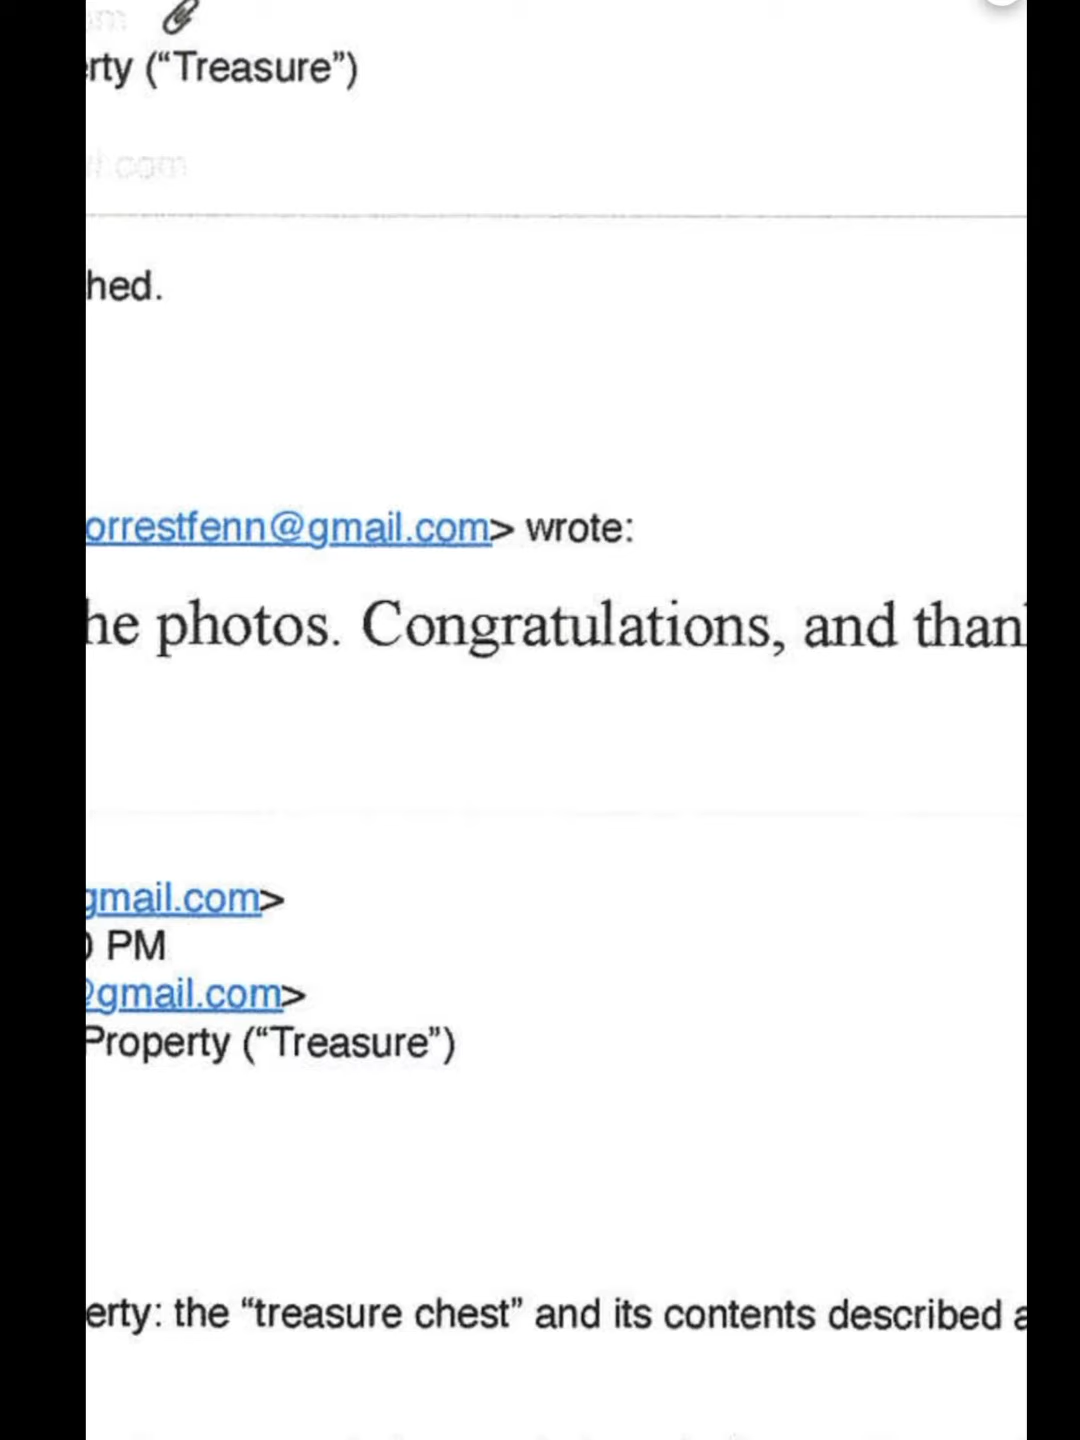 rty (“Treasure”)
hed.
orrestfenn@gmail.com> wrote:
he photos. Congratulations, and than
gmail.com>
PM
@gmail.com>
Property (“Treasure”)
erty: the “treasure chest” and its contents described a